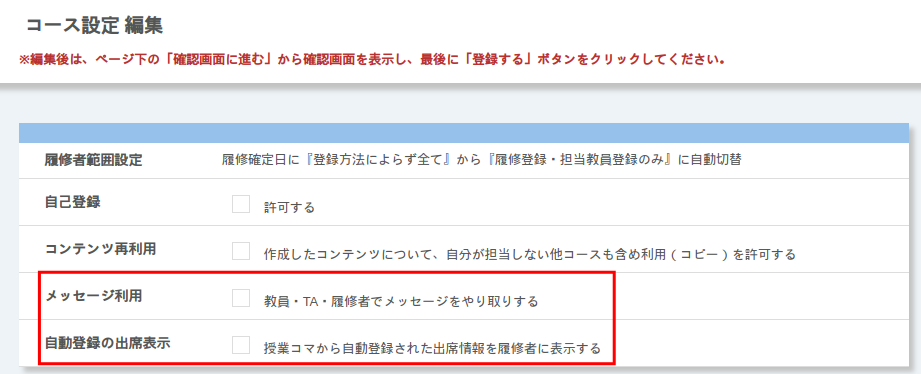 コース設定 編集
※編集後は、ページ下の「確認画面に進む」から確認画面を表示し、最後に「登録する」ボタンをクリックしてください。
履修者範囲設定 履修確定日に『登録方法によらず全て』から『履修登録・担当教員登録のみ』に自動切替
自己登録 許可する
コンテンツ再利用 作成したコンテンツについて、自分が担当しない他コースも含め利用（コピー）を許可する
メッセージ利用 教員・TA・履修者でメッセージをやり取りする
自動登録の出席表示 授業コマから自動登録された出席情報を履修者に表示する